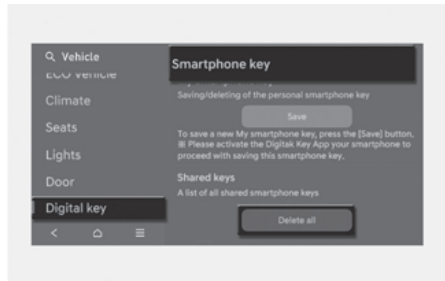 Vehicle
ECO Vehicle
Climate
Seats
Lights
Door
Digital key
Smartphone key
Saving/deleting of the personal smartphone key
Save
To save a new My smartphone key, press the [Save] button.
※ Please activate the Digitak Key App your smartphone to
proceed with saving this smartphone key.
Shared keys
A list of all shared smartphone keys
Delete all